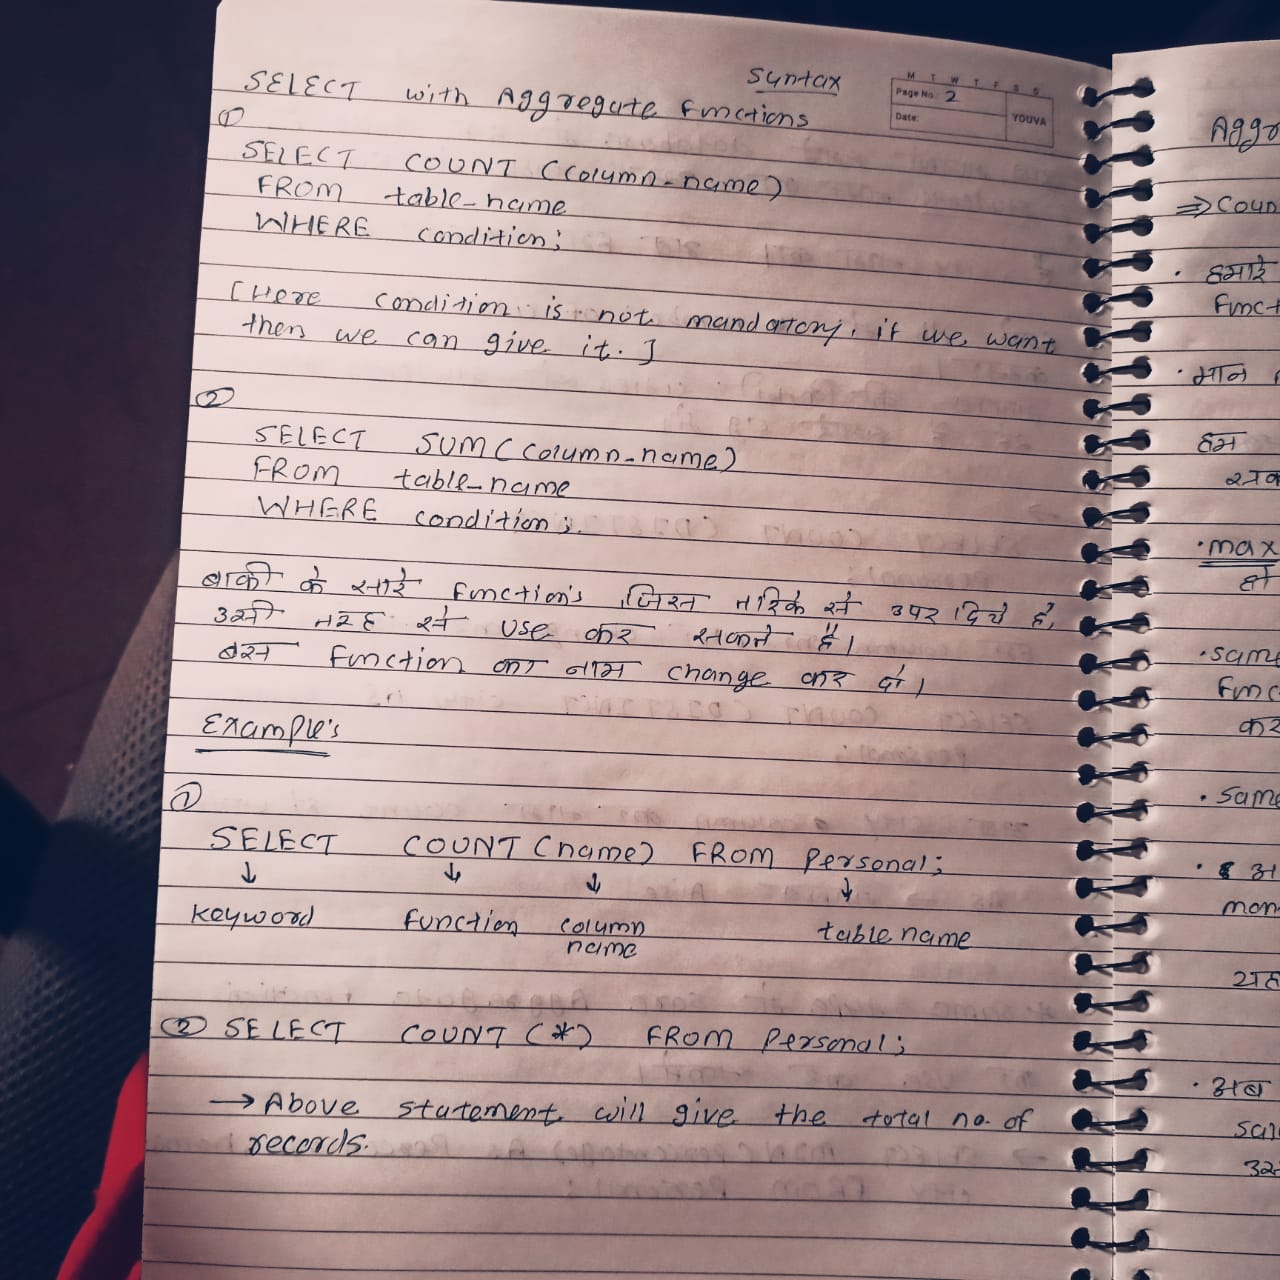 Syntax
M T W T F S S
Page No. 2
Date:
YOUVA
SELECT with Aggregate Functions
①
SELECT COUNT (column-name)
FROM table-name
WHERE condition;
[Here condition is not mandatory, if we want
then we can give it.]
②
SELECT SUM (column-name)
FROM table-name
WHERE condition;
बाकी के सारे function's जिस तरिके से उपर दिये हैं,
उसी तरह से use कर सकते हैं।
बस function का नाम change कर दो।
Example's
①
SELECT COUNT (name) FROM Personal;
↓ ↓ ↓ ↓
keyword function column name table name
② SELECT COUNT (*) FROM Personal;
→ Above statement will give the total no. of
records.
Aggr
⇒ Coun
· हमारे
Funct
· मान
हम
· max
· same
Func
कर
· same
mon
· अब